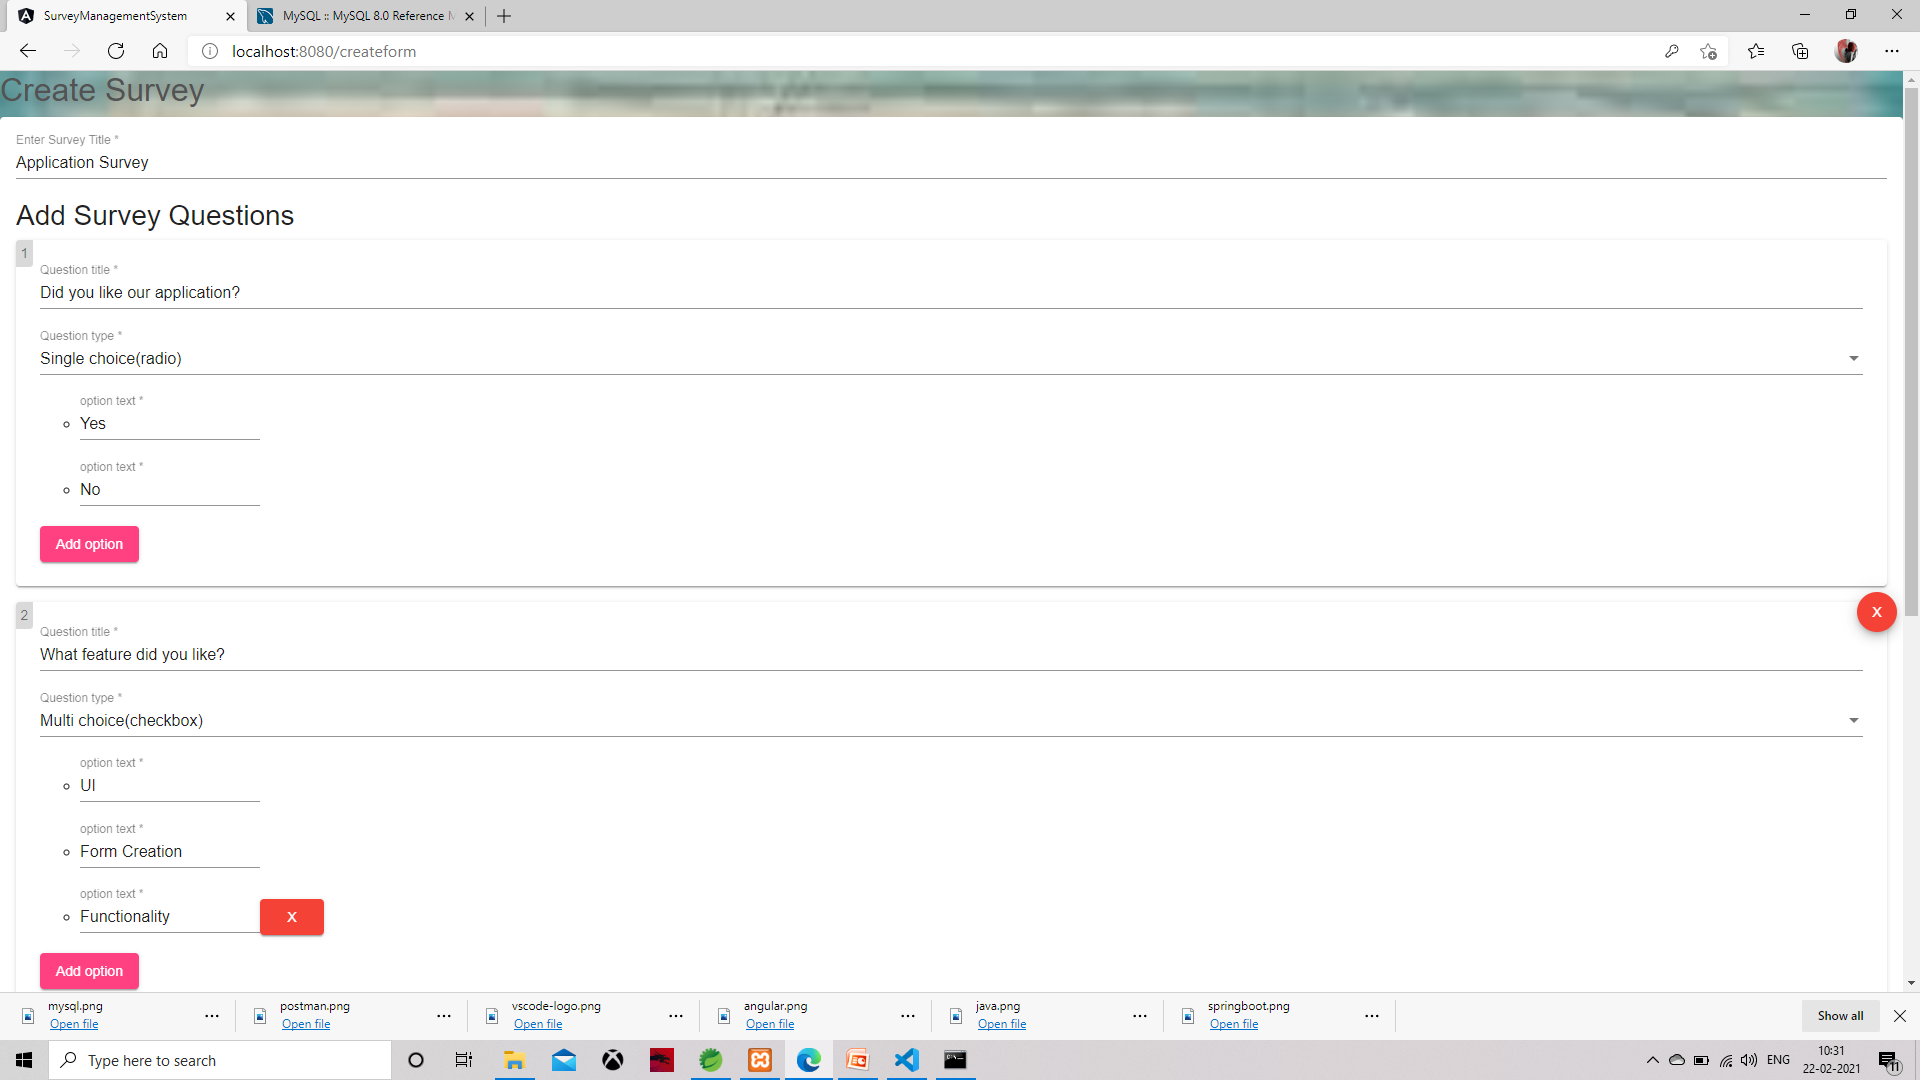 SurveyManagementSystem
MySQL :: MySQL 8.0 Reference M
localhost:8080/createform
Create Survey
Enter Survey Title *
Application Survey
Add Survey Questions
1
Question title *
Did you like our application?
Question type *
Single choice(radio)
option text *
Yes
option text *
No
Add option
X
2
Question title *
What feature did you like?
Question type *
Multi choice(checkbox)
option text *
UI
option text *
Form Creation
option text *
Functionality
X
Add option
mysql.png
Open file
postman.png
Open file
vscode-logo.png
Open file
angular.png
Open file
java.png
Open file
springboot.png
Open file
Show all
Type here to search
ENG
10:31
22-02-2021
11